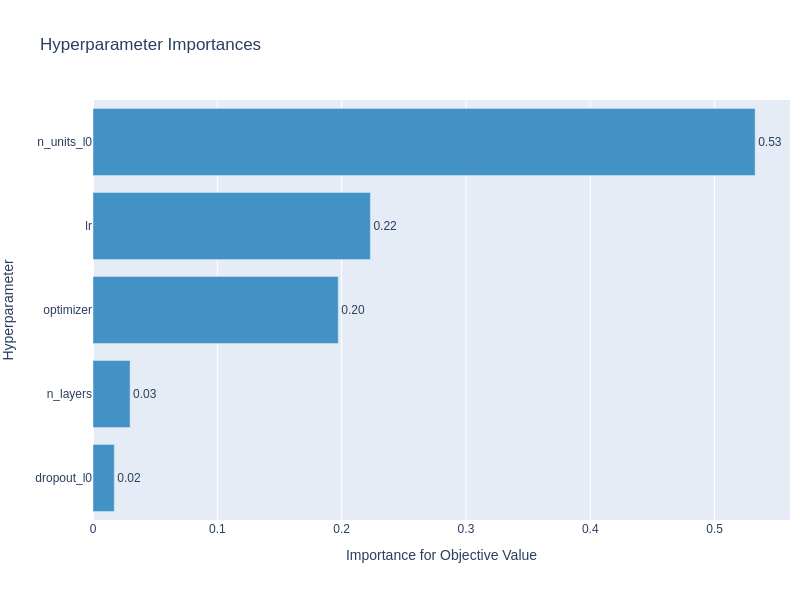 Hyperparameter Importances
Hyperparameter
n_units_l0 0.53
lr 0.22
optimizer 0.20
n_layers 0.03
dropout_l0 0.02
0 0.1 0.2 0.3 0.4 0.5
Importance for Objective Value